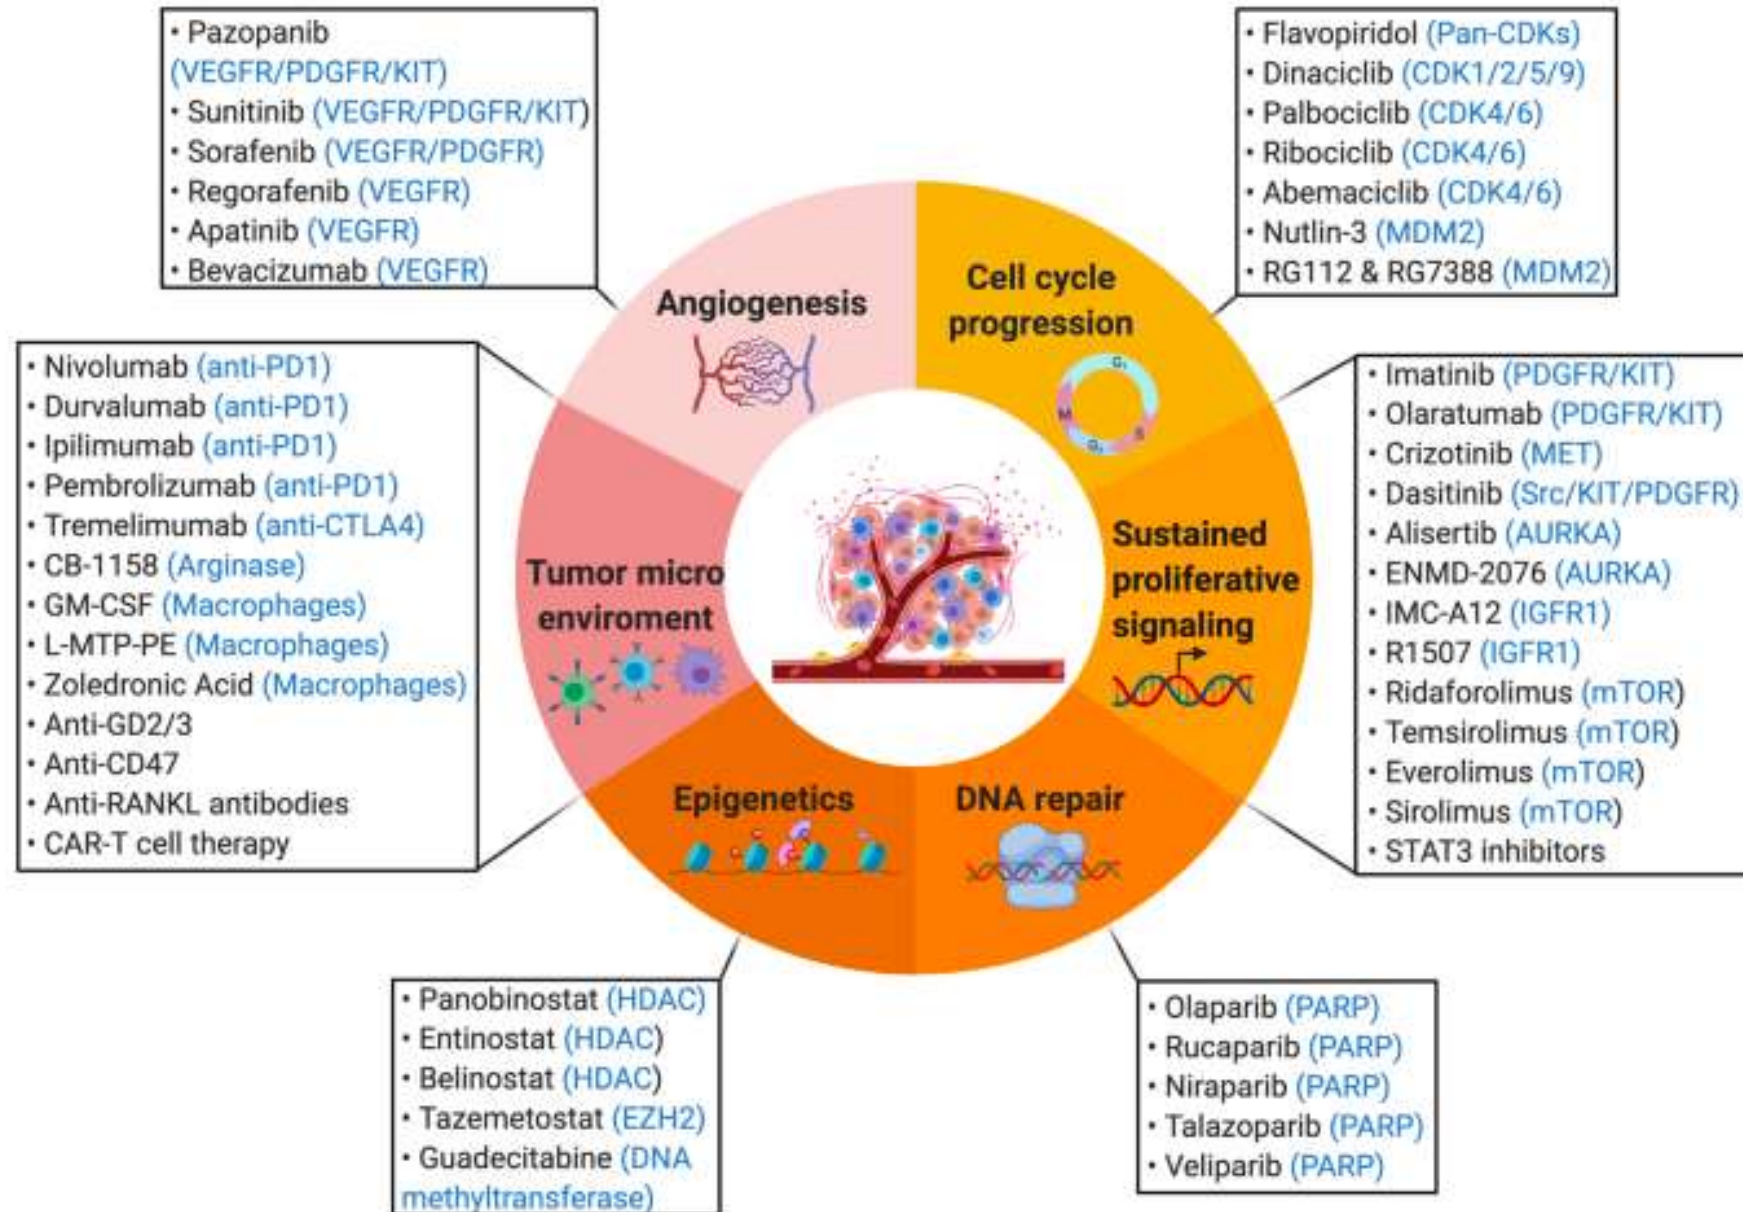 • Pazopanib
(VEGFR/PDGFR/KIT)
• Sunitinib (VEGFR/PDGFR/KIT)
• Sorafenib (VEGFR/PDGFR)
• Regorafenib (VEGFR)
• Apatinib (VEGFR)
• Bevacizumab (VEGFR)
• Flavopiridol (Pan-CDKs)
• Dinaciclib (CDK1/2/5/9)
• Palbociclib (CDK4/6)
• Ribociclib (CDK4/6)
• Abemaciclib (CDK4/6)
• Nutlin-3 (MDM2)
• RG112 & RG7388 (MDM2)
Angiogenesis
Cell cycle
progression
G₁
M
S
G₂
• Nivolumab (anti-PD1)
• Durvalumab (anti-PD1)
• Ipilimumab (anti-PD1)
• Pembrolizumab (anti-PD1)
• Tremelimumab (anti-CTLA4)
• CB-1158 (Arginase)
• GM-CSF (Macrophages)
• L-MTP-PE (Macrophages)
• Zoledronic Acid (Macrophages)
• Anti-GD2/3
• Anti-CD47
• Anti-RANKL antibodies
• CAR-T cell therapy
Tumor micro
enviroment
Sustained
proliferative
signaling
• Imatinib (PDGFR/KIT)
• Olaratumab (PDGFR/KIT)
• Crizotinib (MET)
• Dasitinib (Src/KIT/PDGFR)
• Alisertib (AURKA)
• ENMD-2076 (AURKA)
• IMC-A12 (IGFR1)
• R1507 (IGFR1)
• Ridaforolimus (mTOR)
• Temsirolimus (mTOR)
• Everolimus (mTOR)
• Sirolimus (mTOR)
• STAT3 inhibitors
Epigenetics
DNA repair
• Panobinostat (HDAC)
• Entinostat (HDAC)
• Belinostat (HDAC)
• Tazemetostat (EZH2)
• Guadecitabine (DNA
methyltransferase)
• Olaparib (PARP)
• Rucaparib (PARP)
• Niraparib (PARP)
• Talazoparib (PARP)
• Veliparib (PARP)